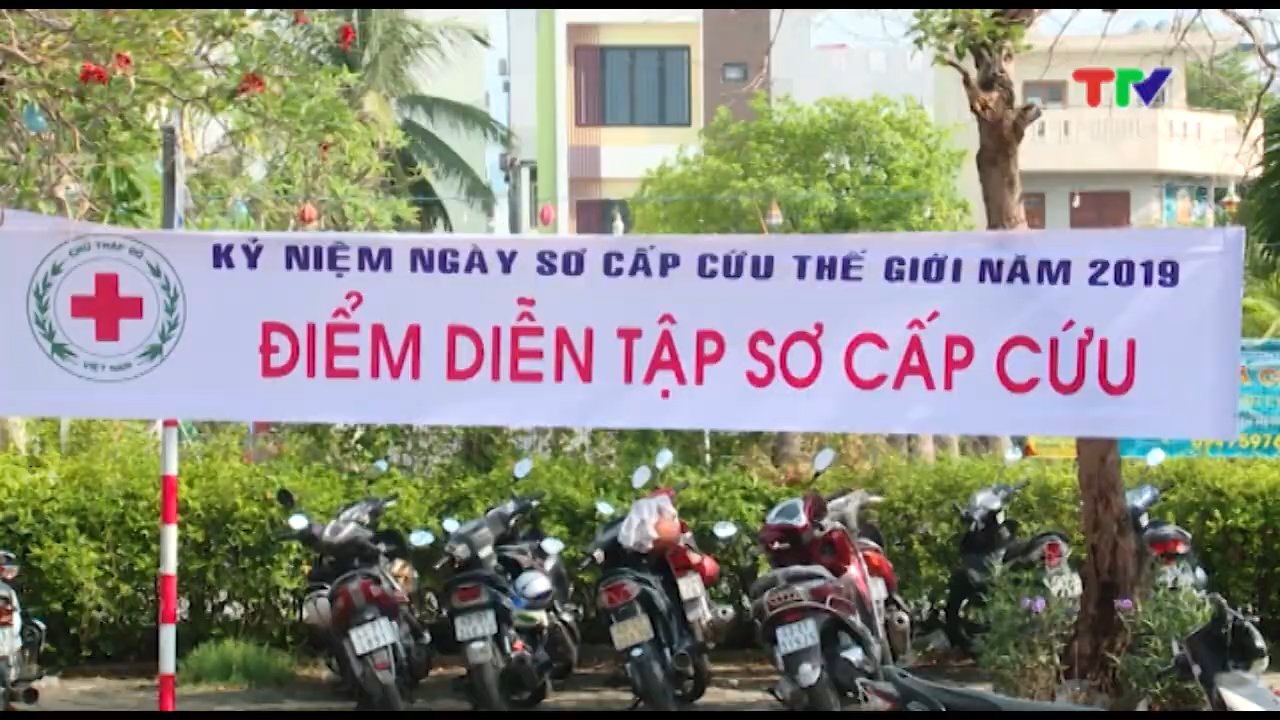 TTV
KỶ NIỆM NGÀY SƠ CẤP CỨU THẾ GIỚI NĂM 2019
CHỮ THẬP ĐỎ
VIỆT NAM
ĐIỂM DIỄN TẬP SƠ CẤP CỨU